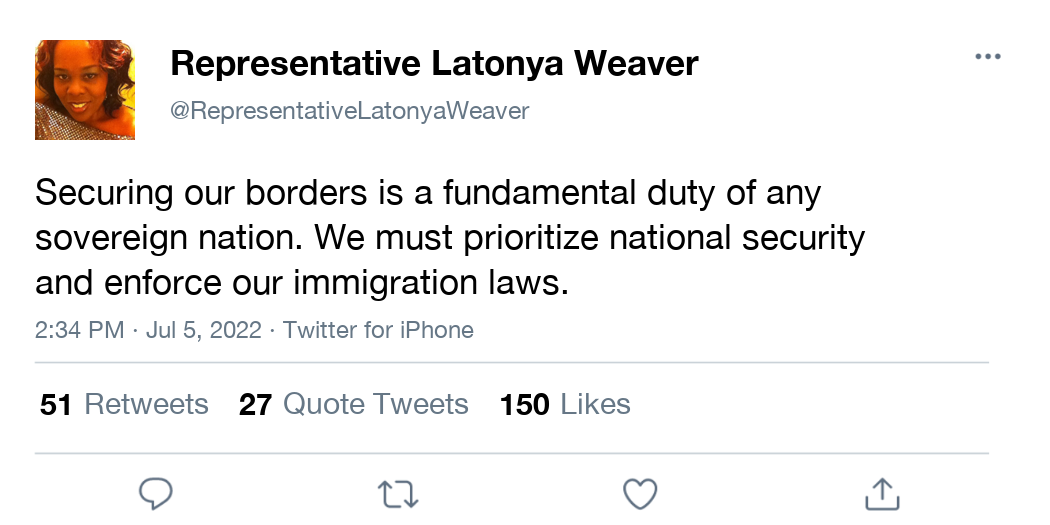 Representative Latonya Weaver
@RepresentativeLatonyaWeaver
Securing our borders is a fundamental duty of any
sovereign nation. We must prioritize national security
and enforce our immigration laws.
2:34 PM · Jul 5, 2022 · Twitter for iPhone
51 Retweets 27 Quote Tweets 150 Likes